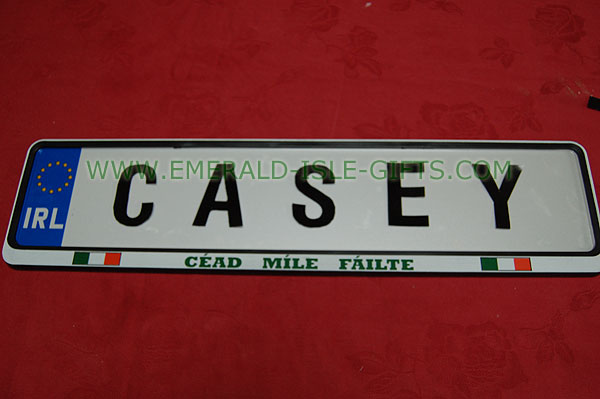 WWW.EMERALD-ISLE-GIFTS.COM
CASEY
IRL
CÉAD MÍLE FÁILTE